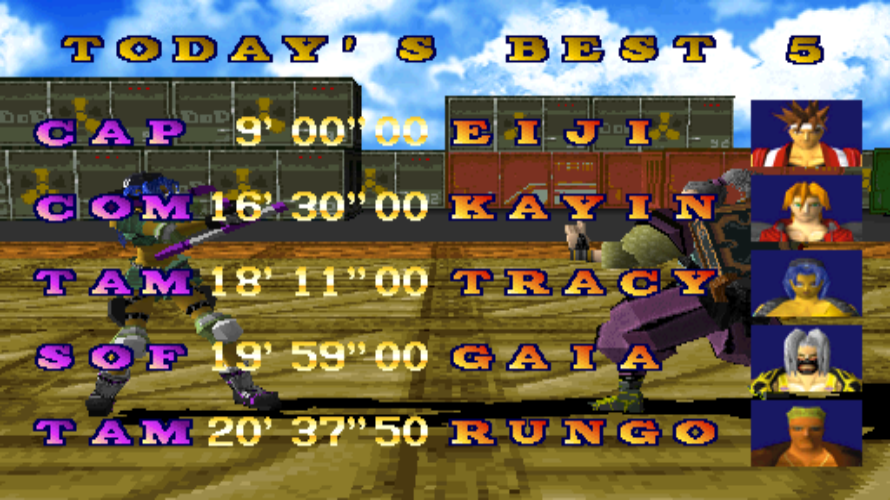 TODAY'S BEST 5
CAP 9'00"00 EIJI
COM 16'30"00 KAYIN
TAM 18'11"00 TRACY
SOF 19'59"00 GAIA
TAM 20'37"50 RUNGO